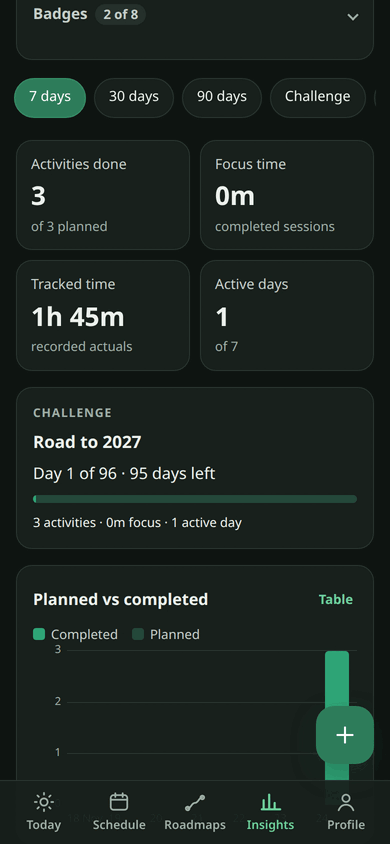 Badges 2 of 8
7 days 30 days 90 days Challenge
Activities done
3
of 3 planned
Focus time
0m
completed sessions
Tracked time
1h 45m
recorded actuals
Active days
1
of 7
CHALLENGE
Road to 2027
Day 1 of 96 · 95 days left
3 activities · 0m focus · 1 active day
Planned vs completed Table
Completed Planned
3
2
1
Today Schedule Roadmaps Insights Profile